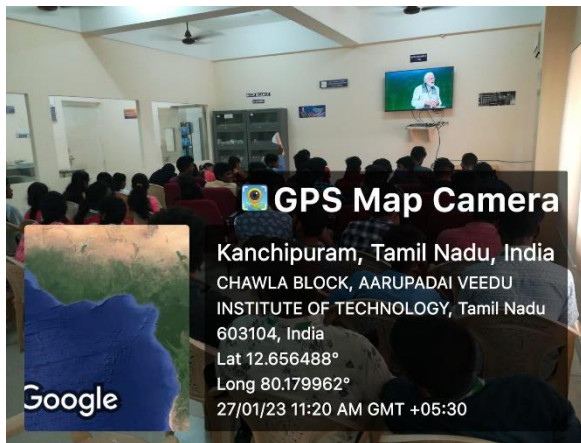 GPS Map Camera
Kanchipuram, Tamil Nadu, India
CHAWLA BLOCK, AARUPADAI VEEDU
INSTITUTE OF TECHNOLOGY, Tamil Nadu
603104, India
Lat 12.656488°
Long 80.179962°
27/01/23 11:20 AM GMT +05:30
Google